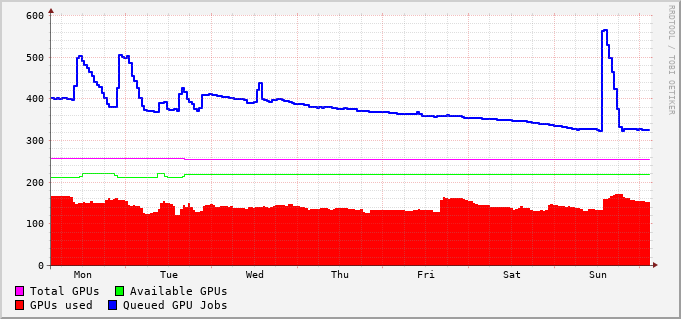 600
500
400
300
200
100
0
Mon Tue Wed Thu Fri Sat Sun
Total GPUs Available GPUs
GPUs used Queued GPU Jobs
RRDTOOL / TOBI OETIKER